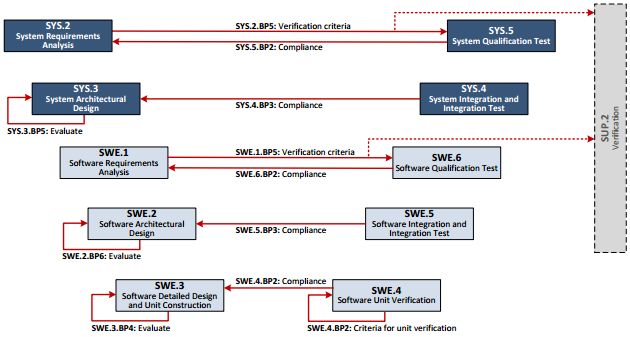 SYS.2
System Requirements
Analysis
SYS.2.BP5: Verification criteria
SYS.5.BP2: Compliance
SYS.5
System Qualification Test
SYS.3
System Architectural
Design
SYS.3.BP5: Evaluate
SYS.4.BP3: Compliance
SYS.4
System Integration and
Integration Test
SUP.2
Verification
SWE.1
Software Requirements
Analysis
SWE.1.BP5: Verification criteria
SWE.6.BP2: Compliance
SWE.6
Software Qualification Test
SWE.2
Software Architectural
Design
SWE.2.BP6: Evaluate
SWE.5.BP3: Compliance
SWE.5
Software Integration and
Integration Test
SWE.3
Software Detailed Design
and Unit Construction
SWE.3.BP4: Evaluate
SWE.4.BP2: Compliance
SWE.4
Software Unit Verification
SWE.4.BP2: Criteria for unit verification